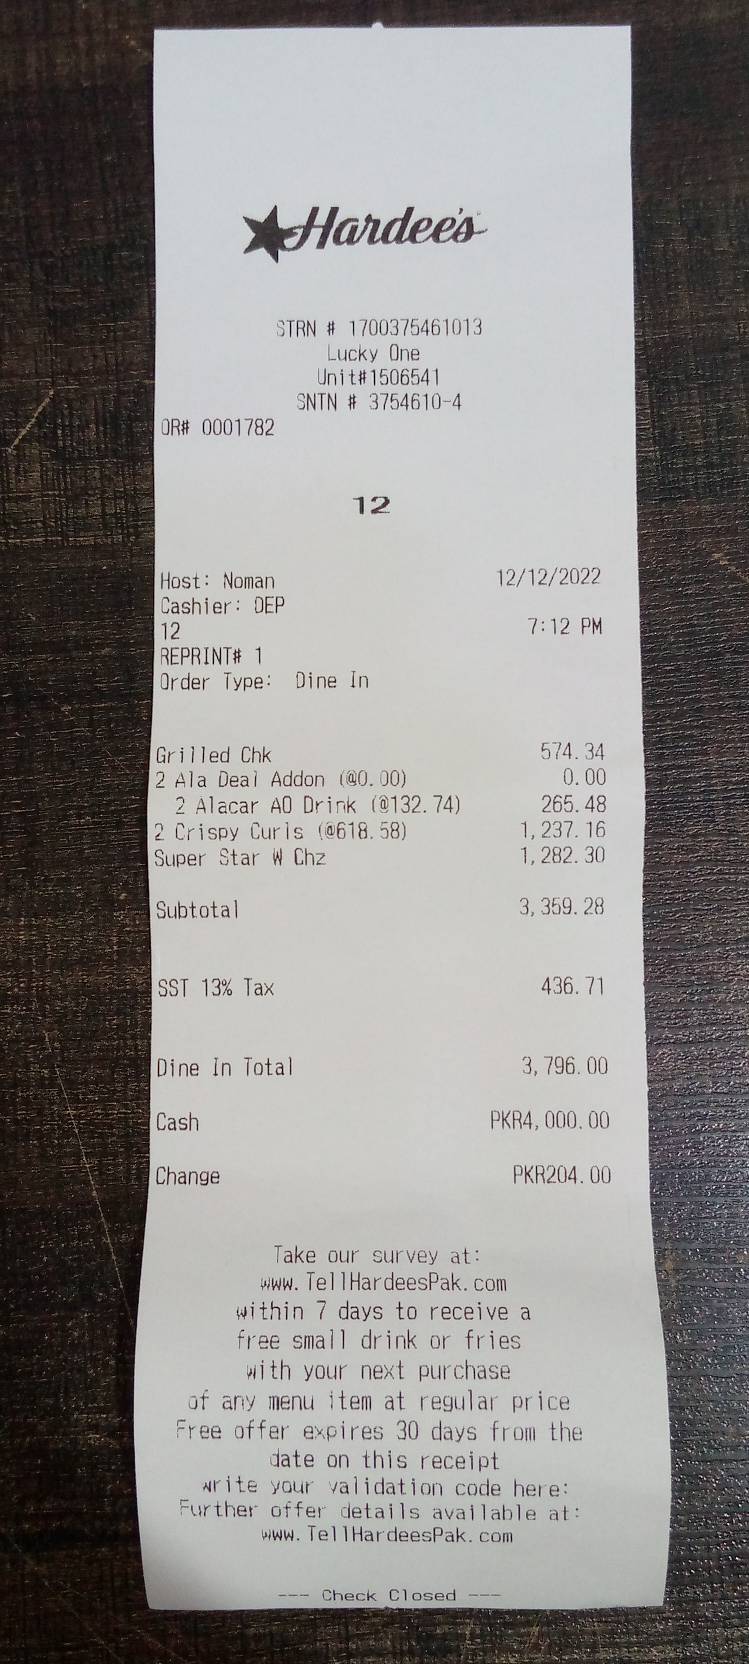 Hardee's
STRN # 1700375461013
Lucky One
Unit#1506541
SNTN # 3754610-4
OR# 0001782
12
Host: Noman 12/12/2022
Cashier: DEP
12 7:12 PM
REPRINT# 1
Order Type: Dine In
Grilled Chk 574.34
2 Ala Deal Addon (@0.00) 0.00
2 Alacar AO Drink (@132.74) 265.48
2 Crispy Curls (@618.58) 1,237.16
Super Star W Chz 1,282.30
Subtotal 3,359.28
SST 13% Tax 436.71
Dine In Total 3,796.00
Cash PKR4,000.00
Change PKR204.00
Take our survey at:
www.TellHardeesPak.com
within 7 days to receive a
free small drink or fries
with your next purchase
of any menu item at regular price
Free offer expires 30 days from the
date on this receipt
write your validation code here:
Further offer details available at:
www.TellHardeesPak.com
--- Check Closed ---